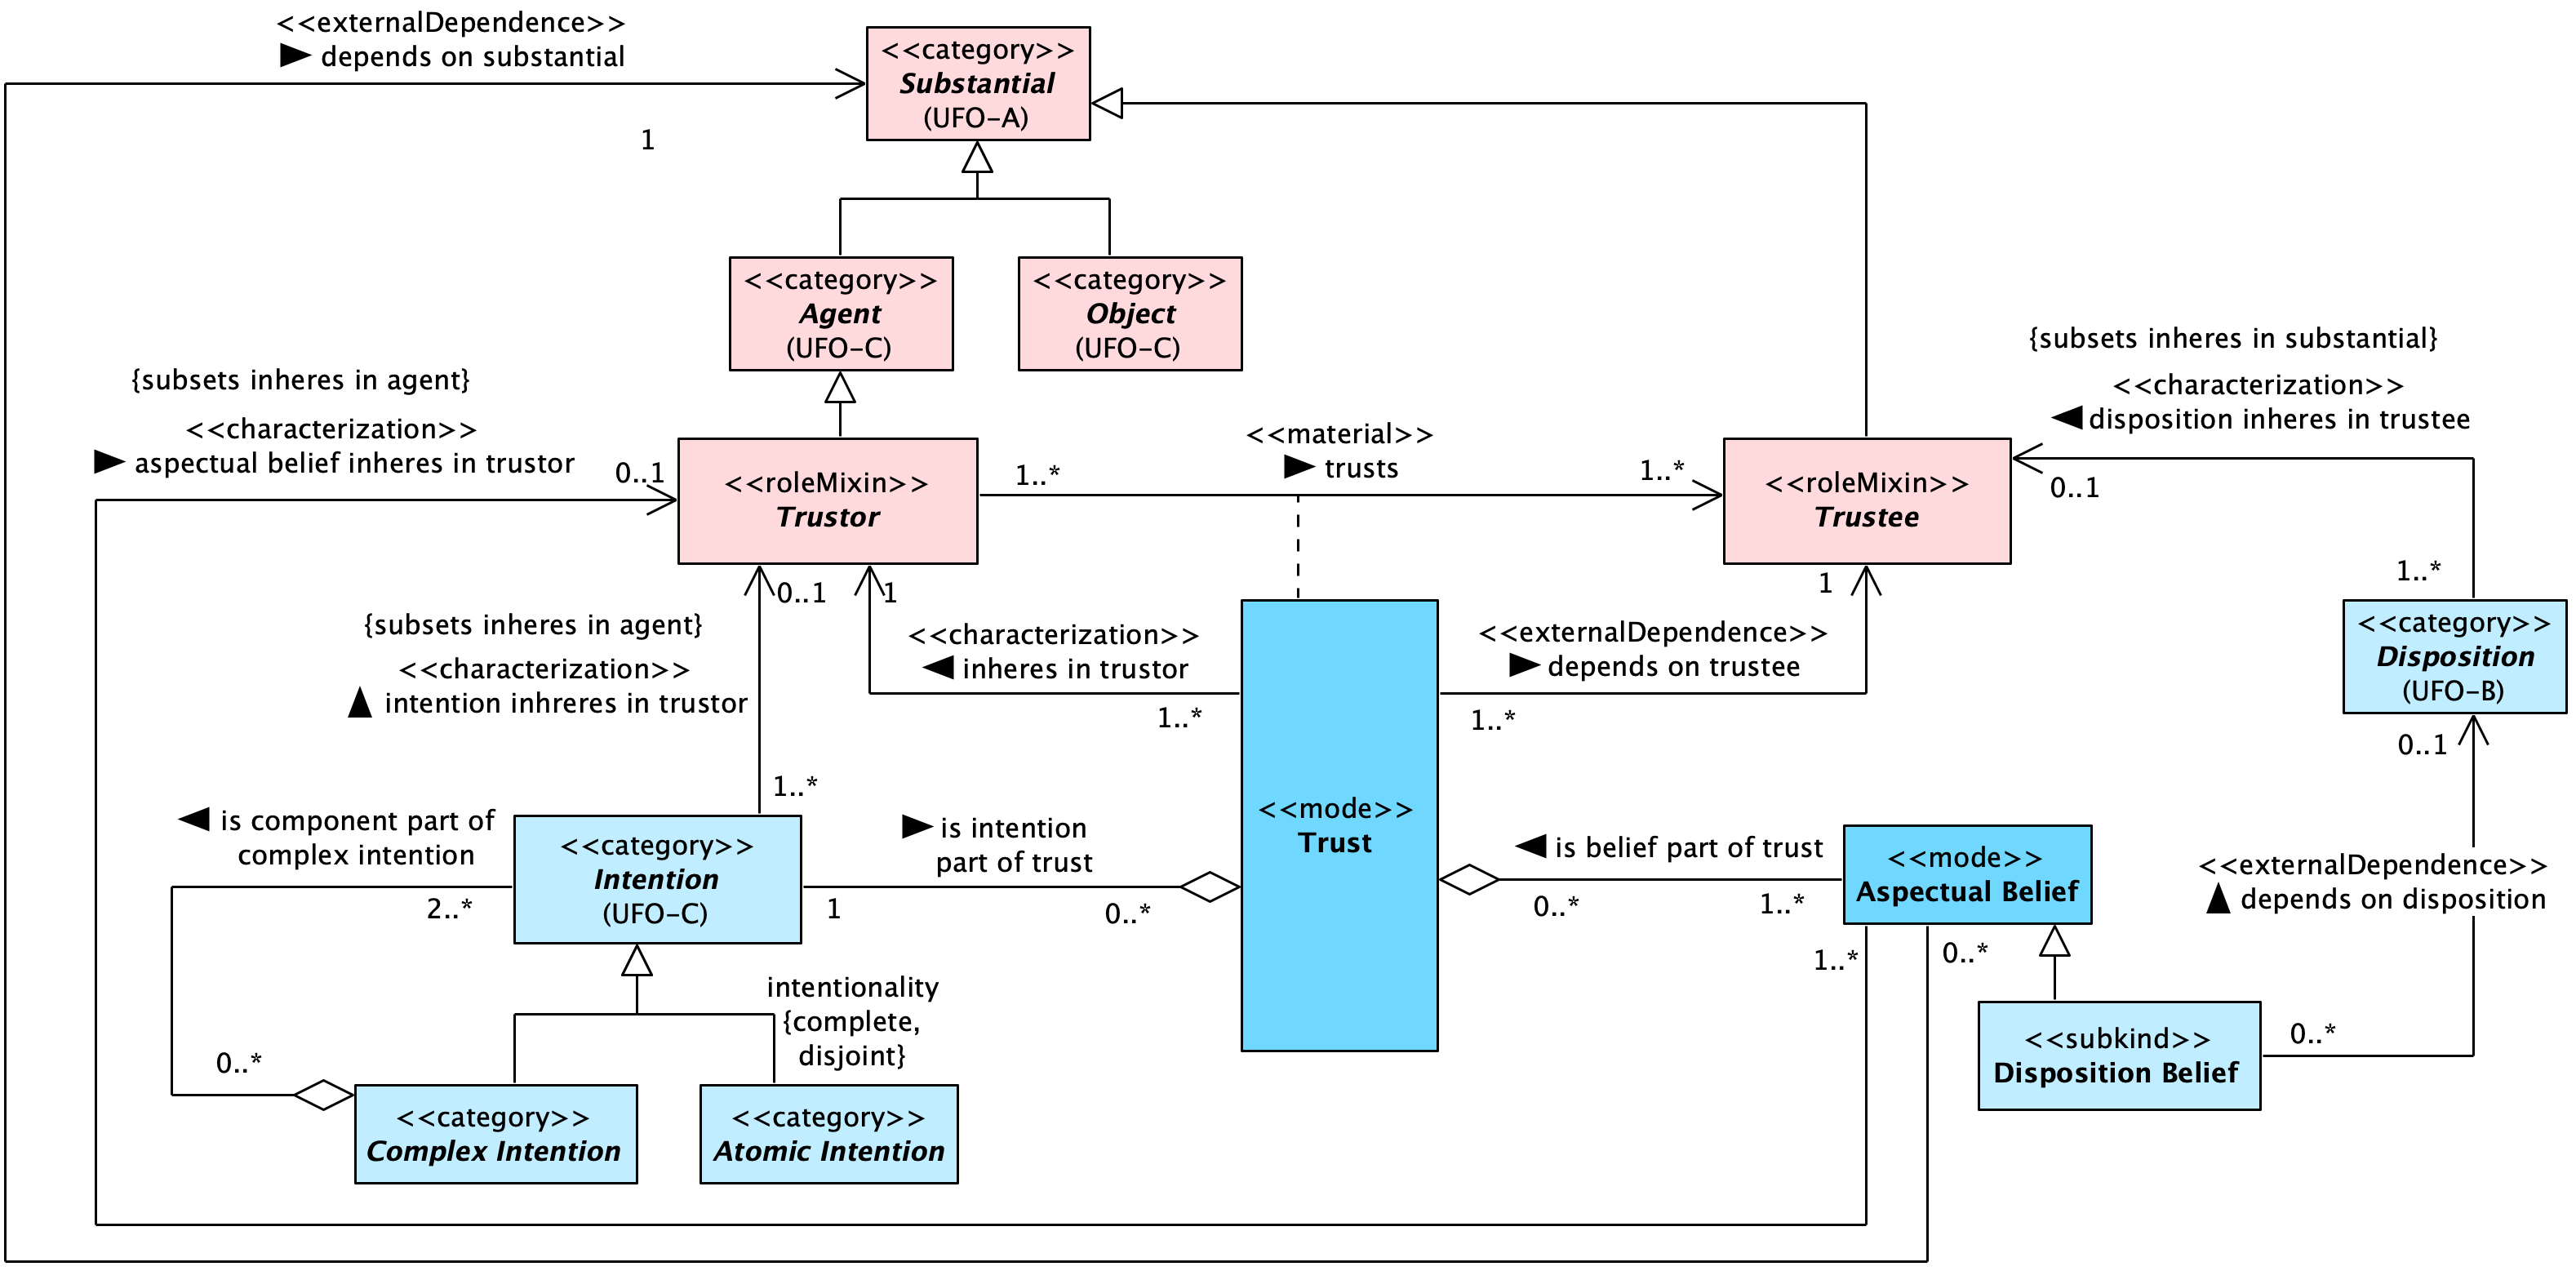 <<externalDependence>>
depends on substantial
1
<<category>>
Substantial
(UFO-A)
<<category>>
Agent
(UFO-C)
<<category>>
Object
(UFO-C)
{subsets inheres in agent}
<<characterization>>
aspectual belief inheres in trustor
0..1
<<roleMixin>>
Trustor
1..*
<<material>>
trusts
1..*
<<roleMixin>>
Trustee
{subsets inheres in substantial}
<<characterization>>
disposition inheres in trustee
0..1
1..*
<<category>>
Disposition
(UFO-B)
0..1
{subsets inheres in agent}
<<characterization>>
intention inhreres in trustor
0..1
1..*
1
<<characterization>>
inheres in trustor
1..*
<<externalDependence>>
depends on trustee
1
1..*
<<mode>>
Trust
is component part of
complex intention
2..*
0..*
<<category>>
Intention
(UFO-C)
1
is intention
part of trust
0..*
is belief part of trust
0..*
1..*
<<mode>>
Aspectual Belief
1..*
0..*
<<externalDependence>>
depends on disposition
0..*
<<subkind>>
Disposition Belief
intentionality
{complete,
disjoint}
<<category>>
Complex Intention
<<category>>
Atomic Intention